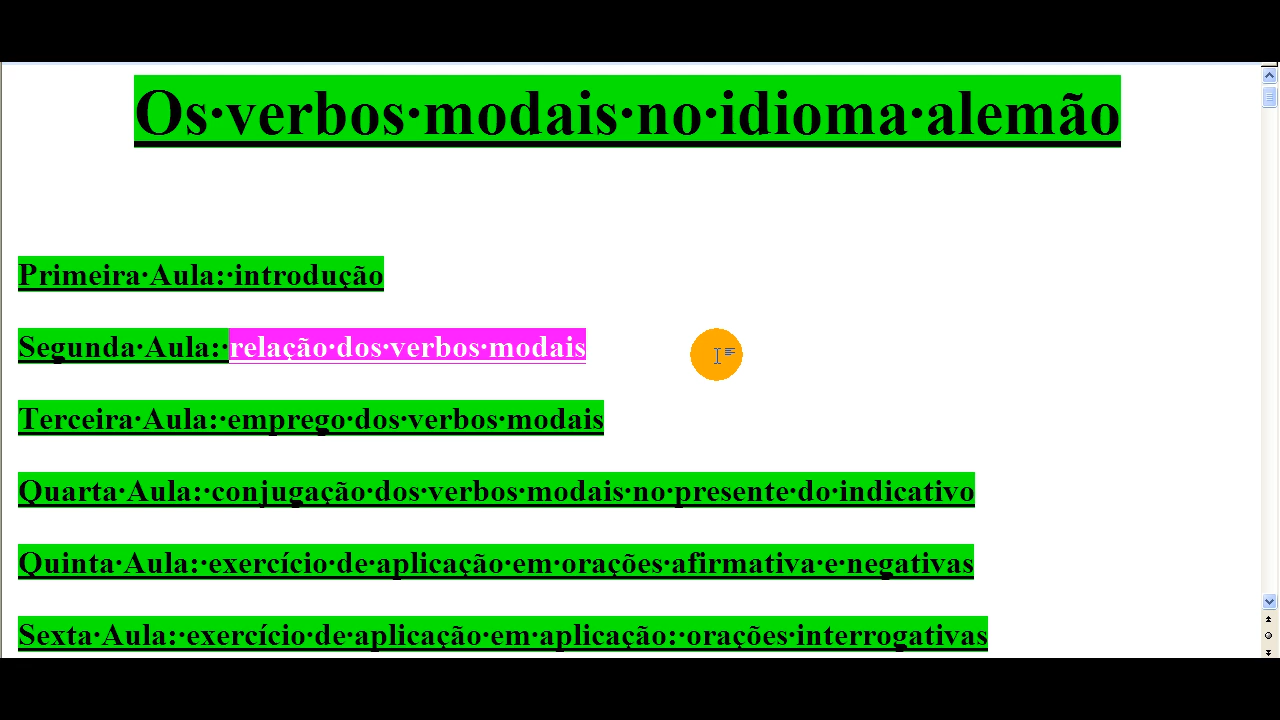 Os·verbos·modais·no·idioma·alemão
Primeira·Aula:·introdução
Segunda·Aula:·relação·dos·verbos·modais
Terceira·Aula:·emprego·dos·verbos·modais
Quarta·Aula:·conjugação·dos·verbos·modais·no·presente·do·indicativo
Quinta·Aula:·exercício·de·aplicação·em·orações·afirmativa·e·negativas
Sexta·Aula:·exercício·de·aplicação·em·aplicação:·orações·interrogativas